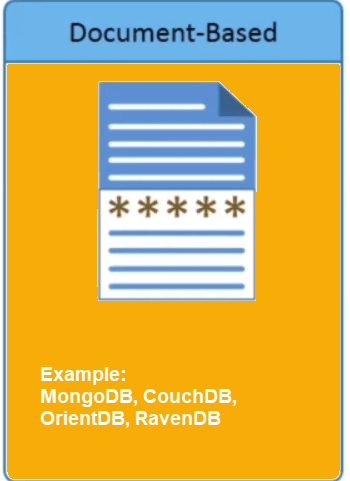 Document-Based
*****
Example:
MongoDB, CouchDB,
OrientDB, RavenDB